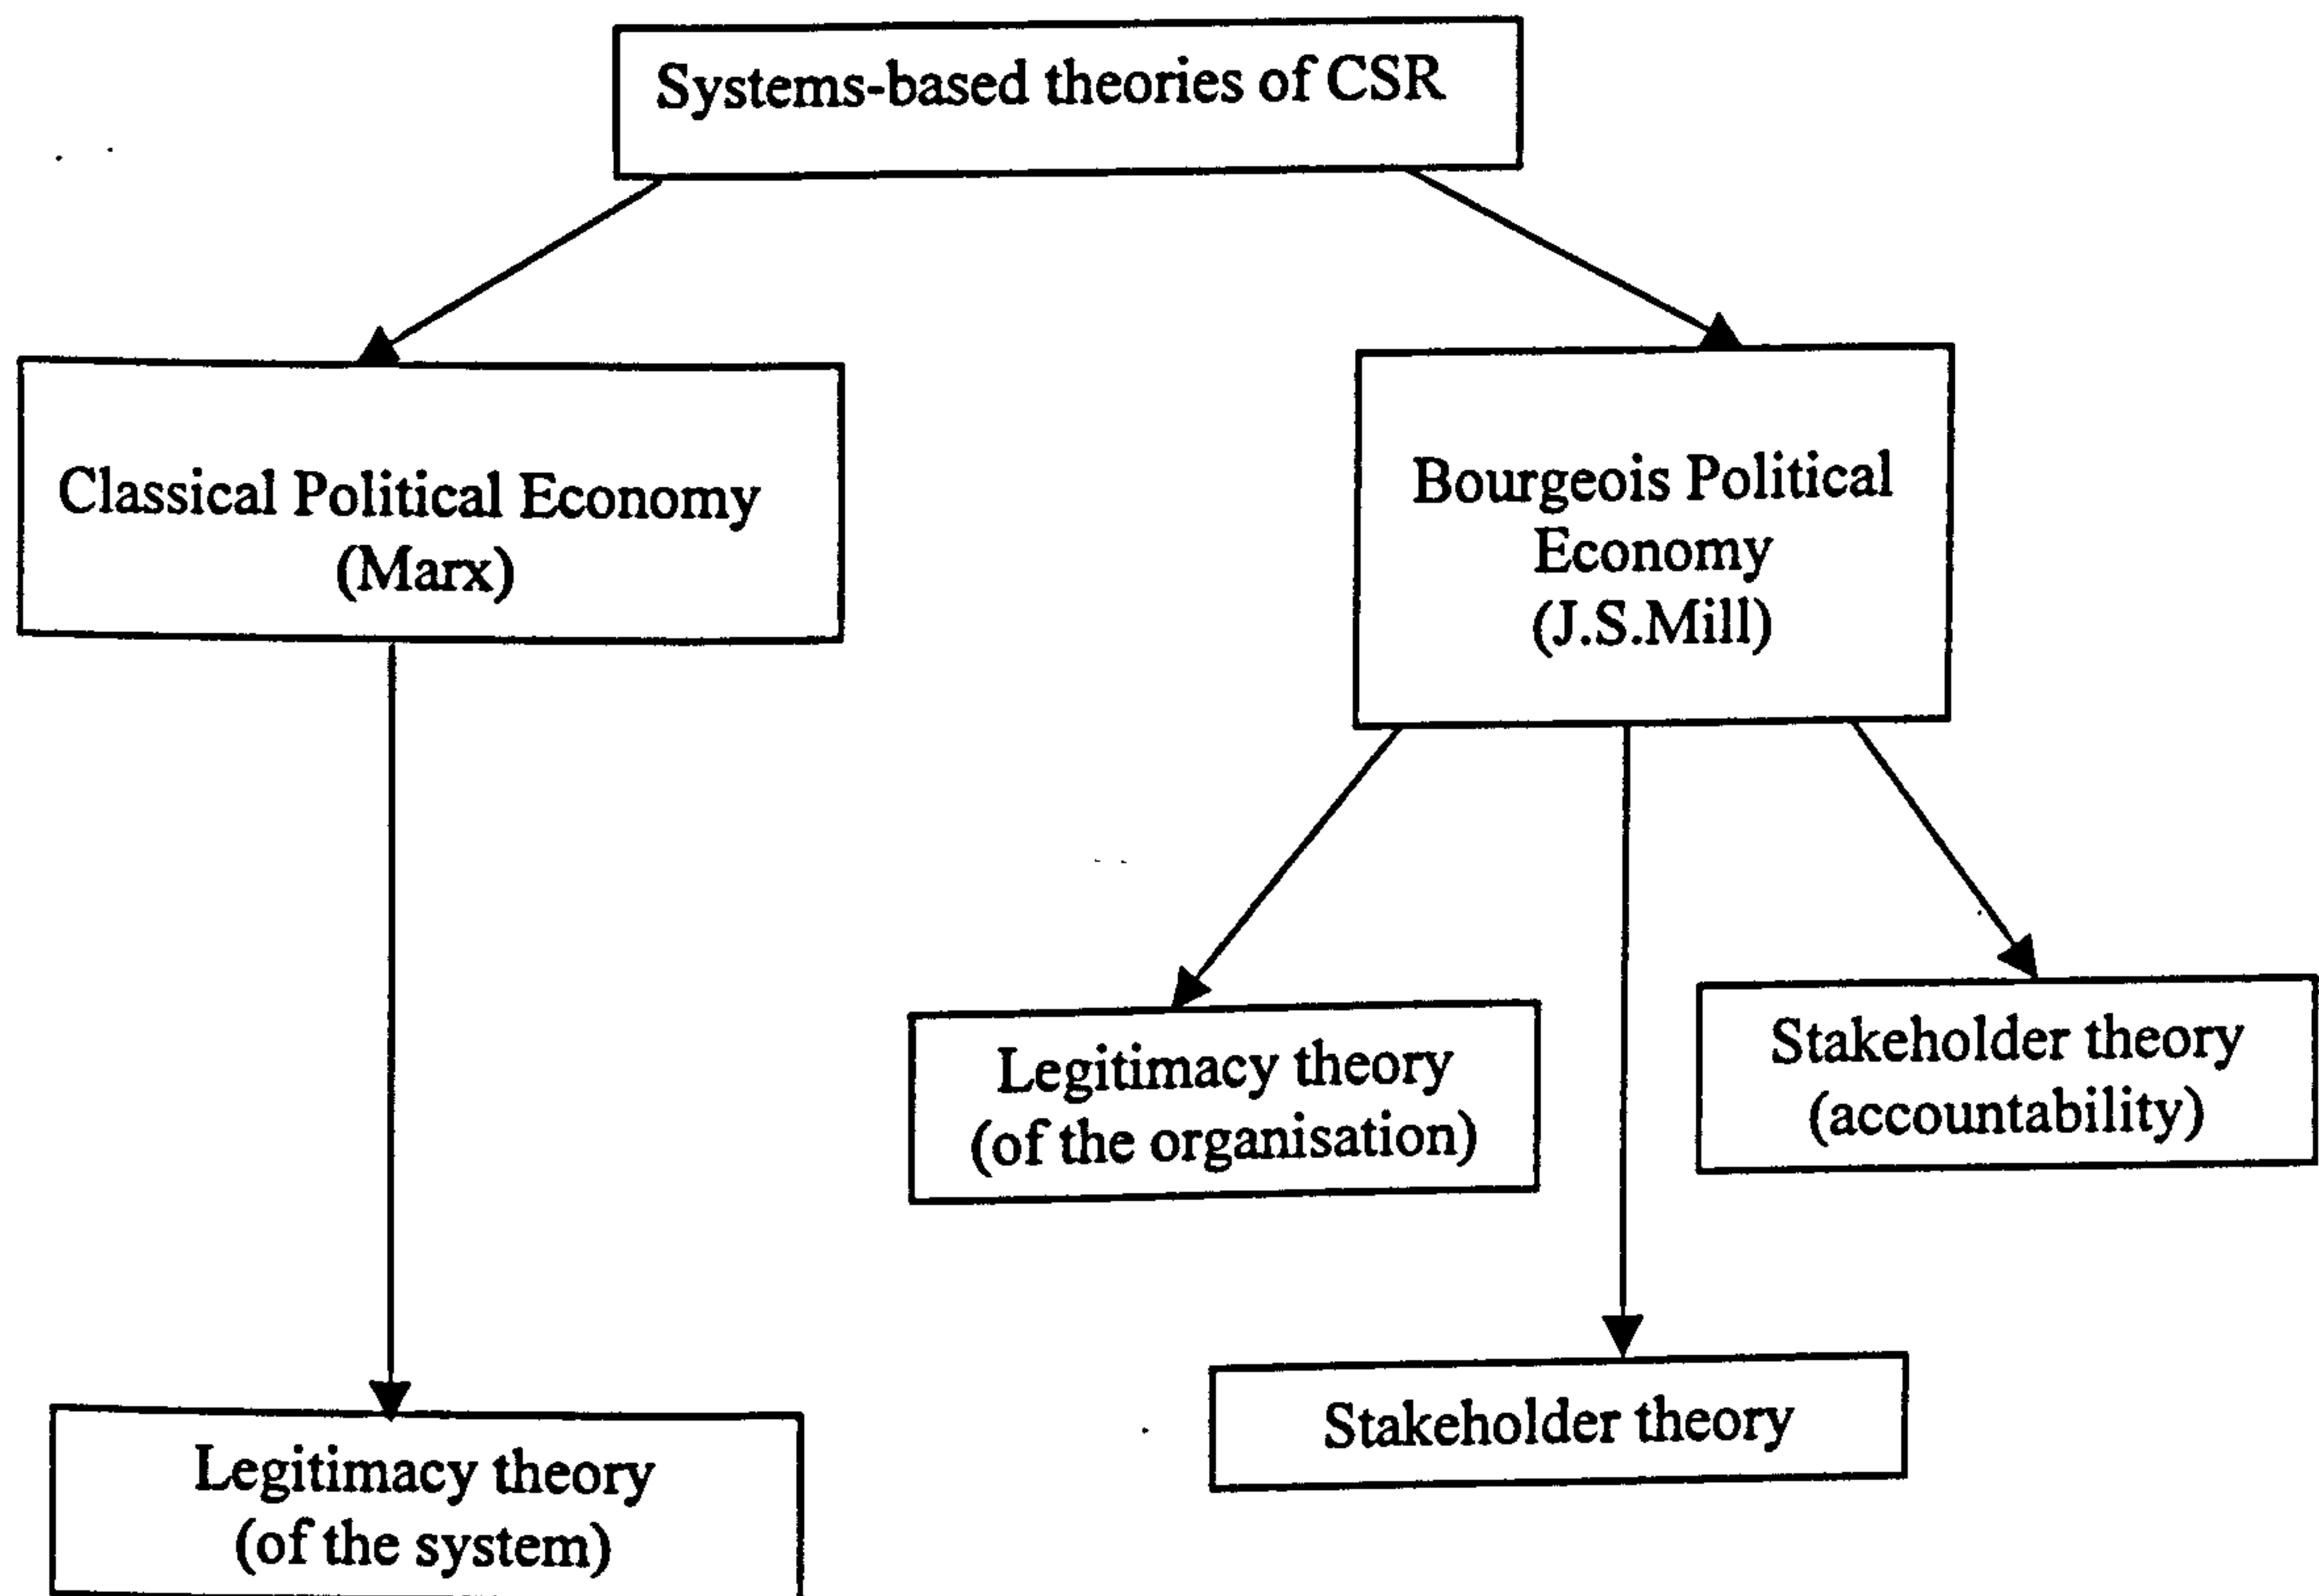 Systems-based theories of CSR
Classical Political Economy
(Marx)
Bourgeois Political
Economy
(J.S.Mill)
Legitimacy theory
(of the organisation)
Stakeholder theory
(accountability)
Stakeholder theory
Legitimacy theory
(of the system)